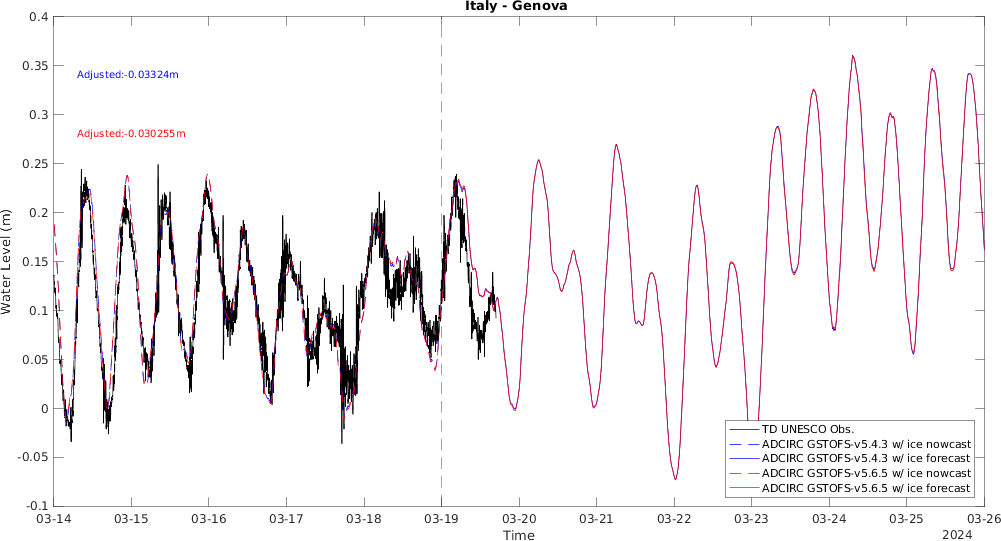 Italy - Genova
0.4
0.35
0.3
0.25
0.2
0.15
0.1
0.05
0
-0.05
-0.1
Water Level (m)
Adjusted:-0.03324m
Adjusted:-0.030255m
TD UNESCO Obs.
ADCIRC GSTOFS-v5.4.3 w/ ice nowcast
ADCIRC GSTOFS-v5.4.3 w/ ice forecast
ADCIRC GSTOFS-v5.6.5 w/ ice nowcast
ADCIRC GSTOFS-v5.6.5 w/ ice forecast
03-14 03-15 03-16 03-17 03-18 03-19 03-20 03-21 03-22 03-23 03-24 03-25 03-26
Time
2024